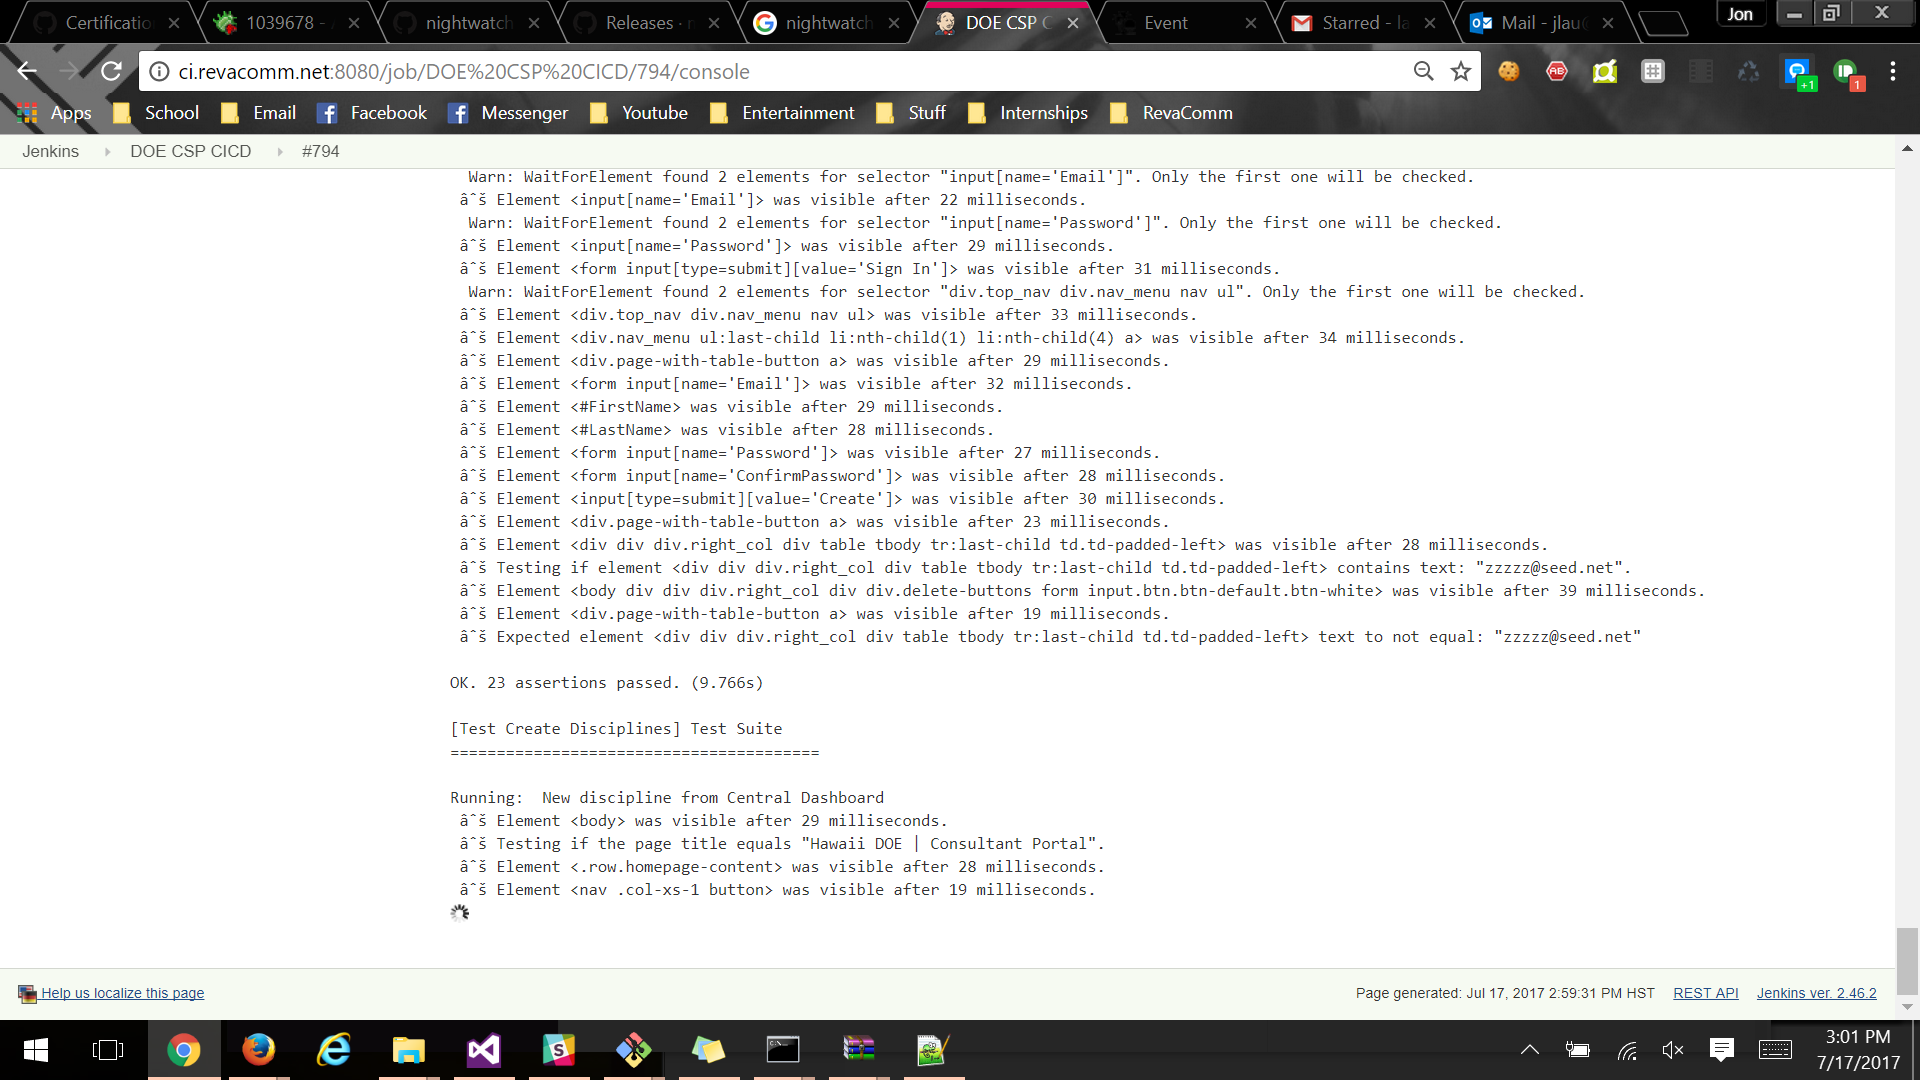 Certificatio
1039678 -
nightwatch
Releases · n
nightwatch
DOE CSP C
Event
Starred - la
Mail - jlau
Jon
ci.revacomm.net:8080/job/DOE%20CSP%20CICD/794/console
ABP
+1
1
Apps
School
Email
Facebook
Messenger
Youtube
Entertainment
Stuff
Internships
RevaComm
Jenkins
DOE CSP CICD
#794
Warn: WaitForElement found 2 elements for selector "input[name='Email']". Only the first one will be checked.
âˆš Element <input[name='Email']> was visible after 22 milliseconds.
Warn: WaitForElement found 2 elements for selector "input[name='Password']". Only the first one will be checked.
âˆš Element <input[name='Password']> was visible after 29 milliseconds.
âˆš Element <form input[type=submit][value='Sign In']> was visible after 31 milliseconds.
Warn: WaitForElement found 2 elements for selector "div.top_nav div.nav_menu nav ul". Only the first one will be checked.
âˆš Element <div.top_nav div.nav_menu nav ul> was visible after 33 milliseconds.
âˆš Element <div.nav_menu ul:last-child li:nth-child(1) li:nth-child(4) a> was visible after 34 milliseconds.
âˆš Element <div.page-with-table-button a> was visible after 29 milliseconds.
âˆš Element <form input[name='Email']> was visible after 32 milliseconds.
âˆš Element <#FirstName> was visible after 29 milliseconds.
âˆš Element <#LastName> was visible after 28 milliseconds.
âˆš Element <form input[name='Password']> was visible after 27 milliseconds.
âˆš Element <form input[name='ConfirmPassword']> was visible after 28 milliseconds.
âˆš Element <input[type=submit][value='Create']> was visible after 30 milliseconds.
âˆš Element <div.page-with-table-button a> was visible after 23 milliseconds.
âˆš Element <div div div.right_col div table tbody tr:last-child td.td-padded-left> was visible after 28 milliseconds.
âˆš Testing if element <div div div.right_col div table tbody tr:last-child td.td-padded-left> contains text: "zzzzz@seed.net".
âˆš Element <body div div div.right_col div div.delete-buttons form input.btn.btn-default.btn-white> was visible after 39 milliseconds.
âˆš Element <div.page-with-table-button a> was visible after 19 milliseconds.
âˆš Expected element <div div div.right_col div table tbody tr:last-child td.td-padded-left> text to not equal: "zzzzz@seed.net"
OK. 23 assertions passed. (9.766s)
[Test Create Disciplines] Test Suite
========================================
Running:  New discipline from Central Dashboard
âˆš Element <body> was visible after 29 milliseconds.
âˆš Testing if the page title equals "Hawaii DOE | Consultant Portal".
âˆš Element <.row.homepage-content> was visible after 28 milliseconds.
âˆš Element <nav .col-xs-1 button> was visible after 19 milliseconds.
Help us localize this page
Page generated: Jul 17, 2017 2:59:31 PM HST
REST API
Jenkins ver. 2.46.2
3:01 PM
7/17/2017